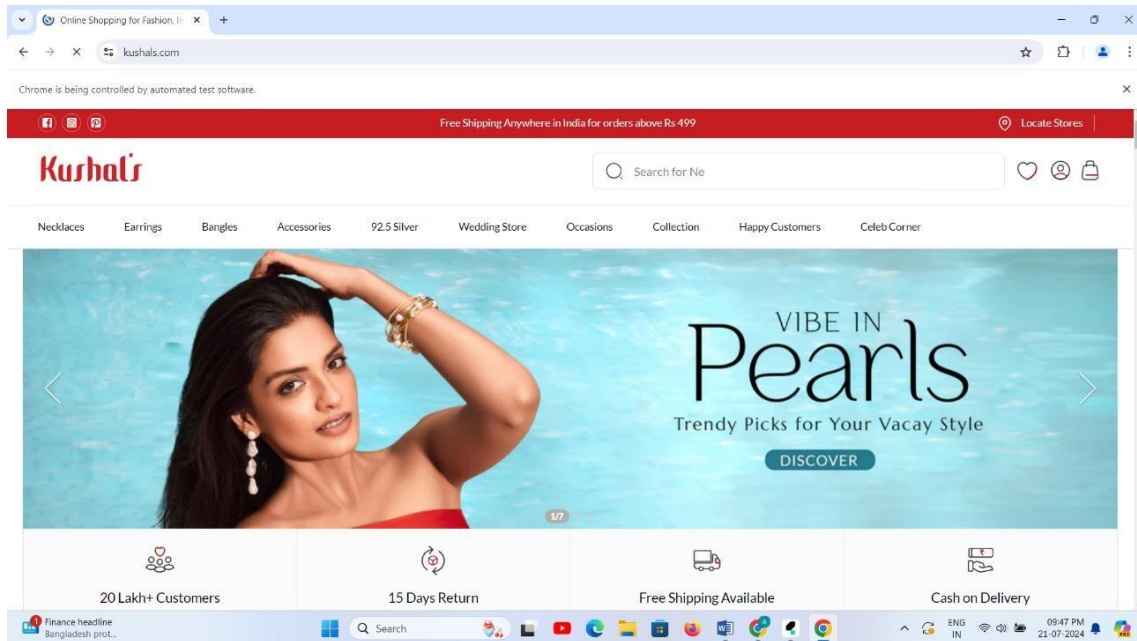 Online Shopping for Fashion, I
kushals.com
Chrome is being controlled by automated test software.
Free Shipping Anywhere in India for orders above Rs 499
Locate Stores
Kushal's
Search for Ne
Necklaces Earrings Bangles Accessories 92.5 Silver Wedding Store Occasions Collection Happy Customers Celeb Corner
VIBE IN
Pearls
Trendy Picks for Your Vacay Style
DISCOVER
1/7
20 Lakh+ Customers 15 Days Return Free Shipping Available Cash on Delivery
1 Finance headline
Bangladesh prot...
Search
ENG
IN
09:47 PM
21-07-2024